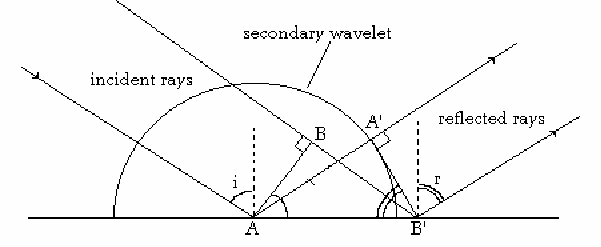 secondary wavelet
incident rays
A'
reflected rays
B
i
r
A
B'